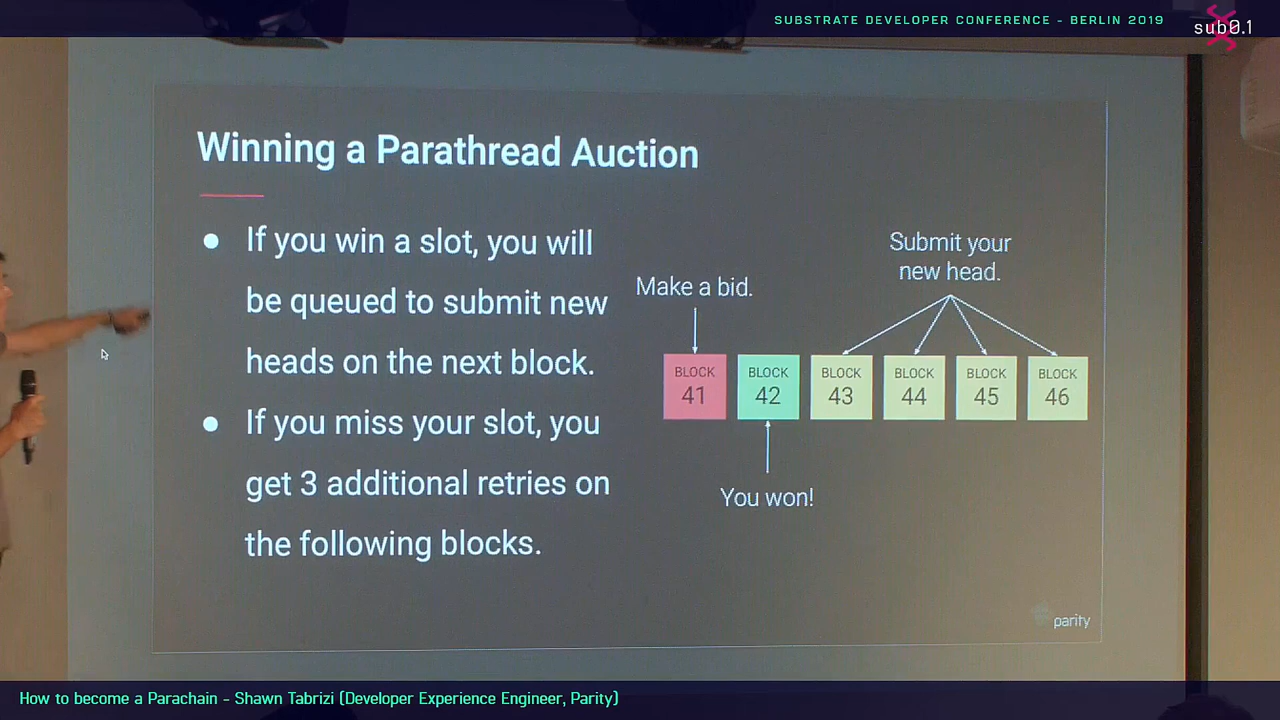 SUBSTRATE DEVELOPER CONFERENCE - BERLIN 2019
sub0.1
Winning a Parathread Auction
● If you win a slot, you will
be queued to submit new
heads on the next block.
● If you miss your slot, you
get 3 additional retries on
the following blocks.
Make a bid.
Submit your
new head.
BLOCK 41
BLOCK 42
BLOCK 43
BLOCK 44
BLOCK 45
BLOCK 46
You won!
parity
How to become a Parachain - Shawn Tabrizi (Developer Experience Engineer, Parity)